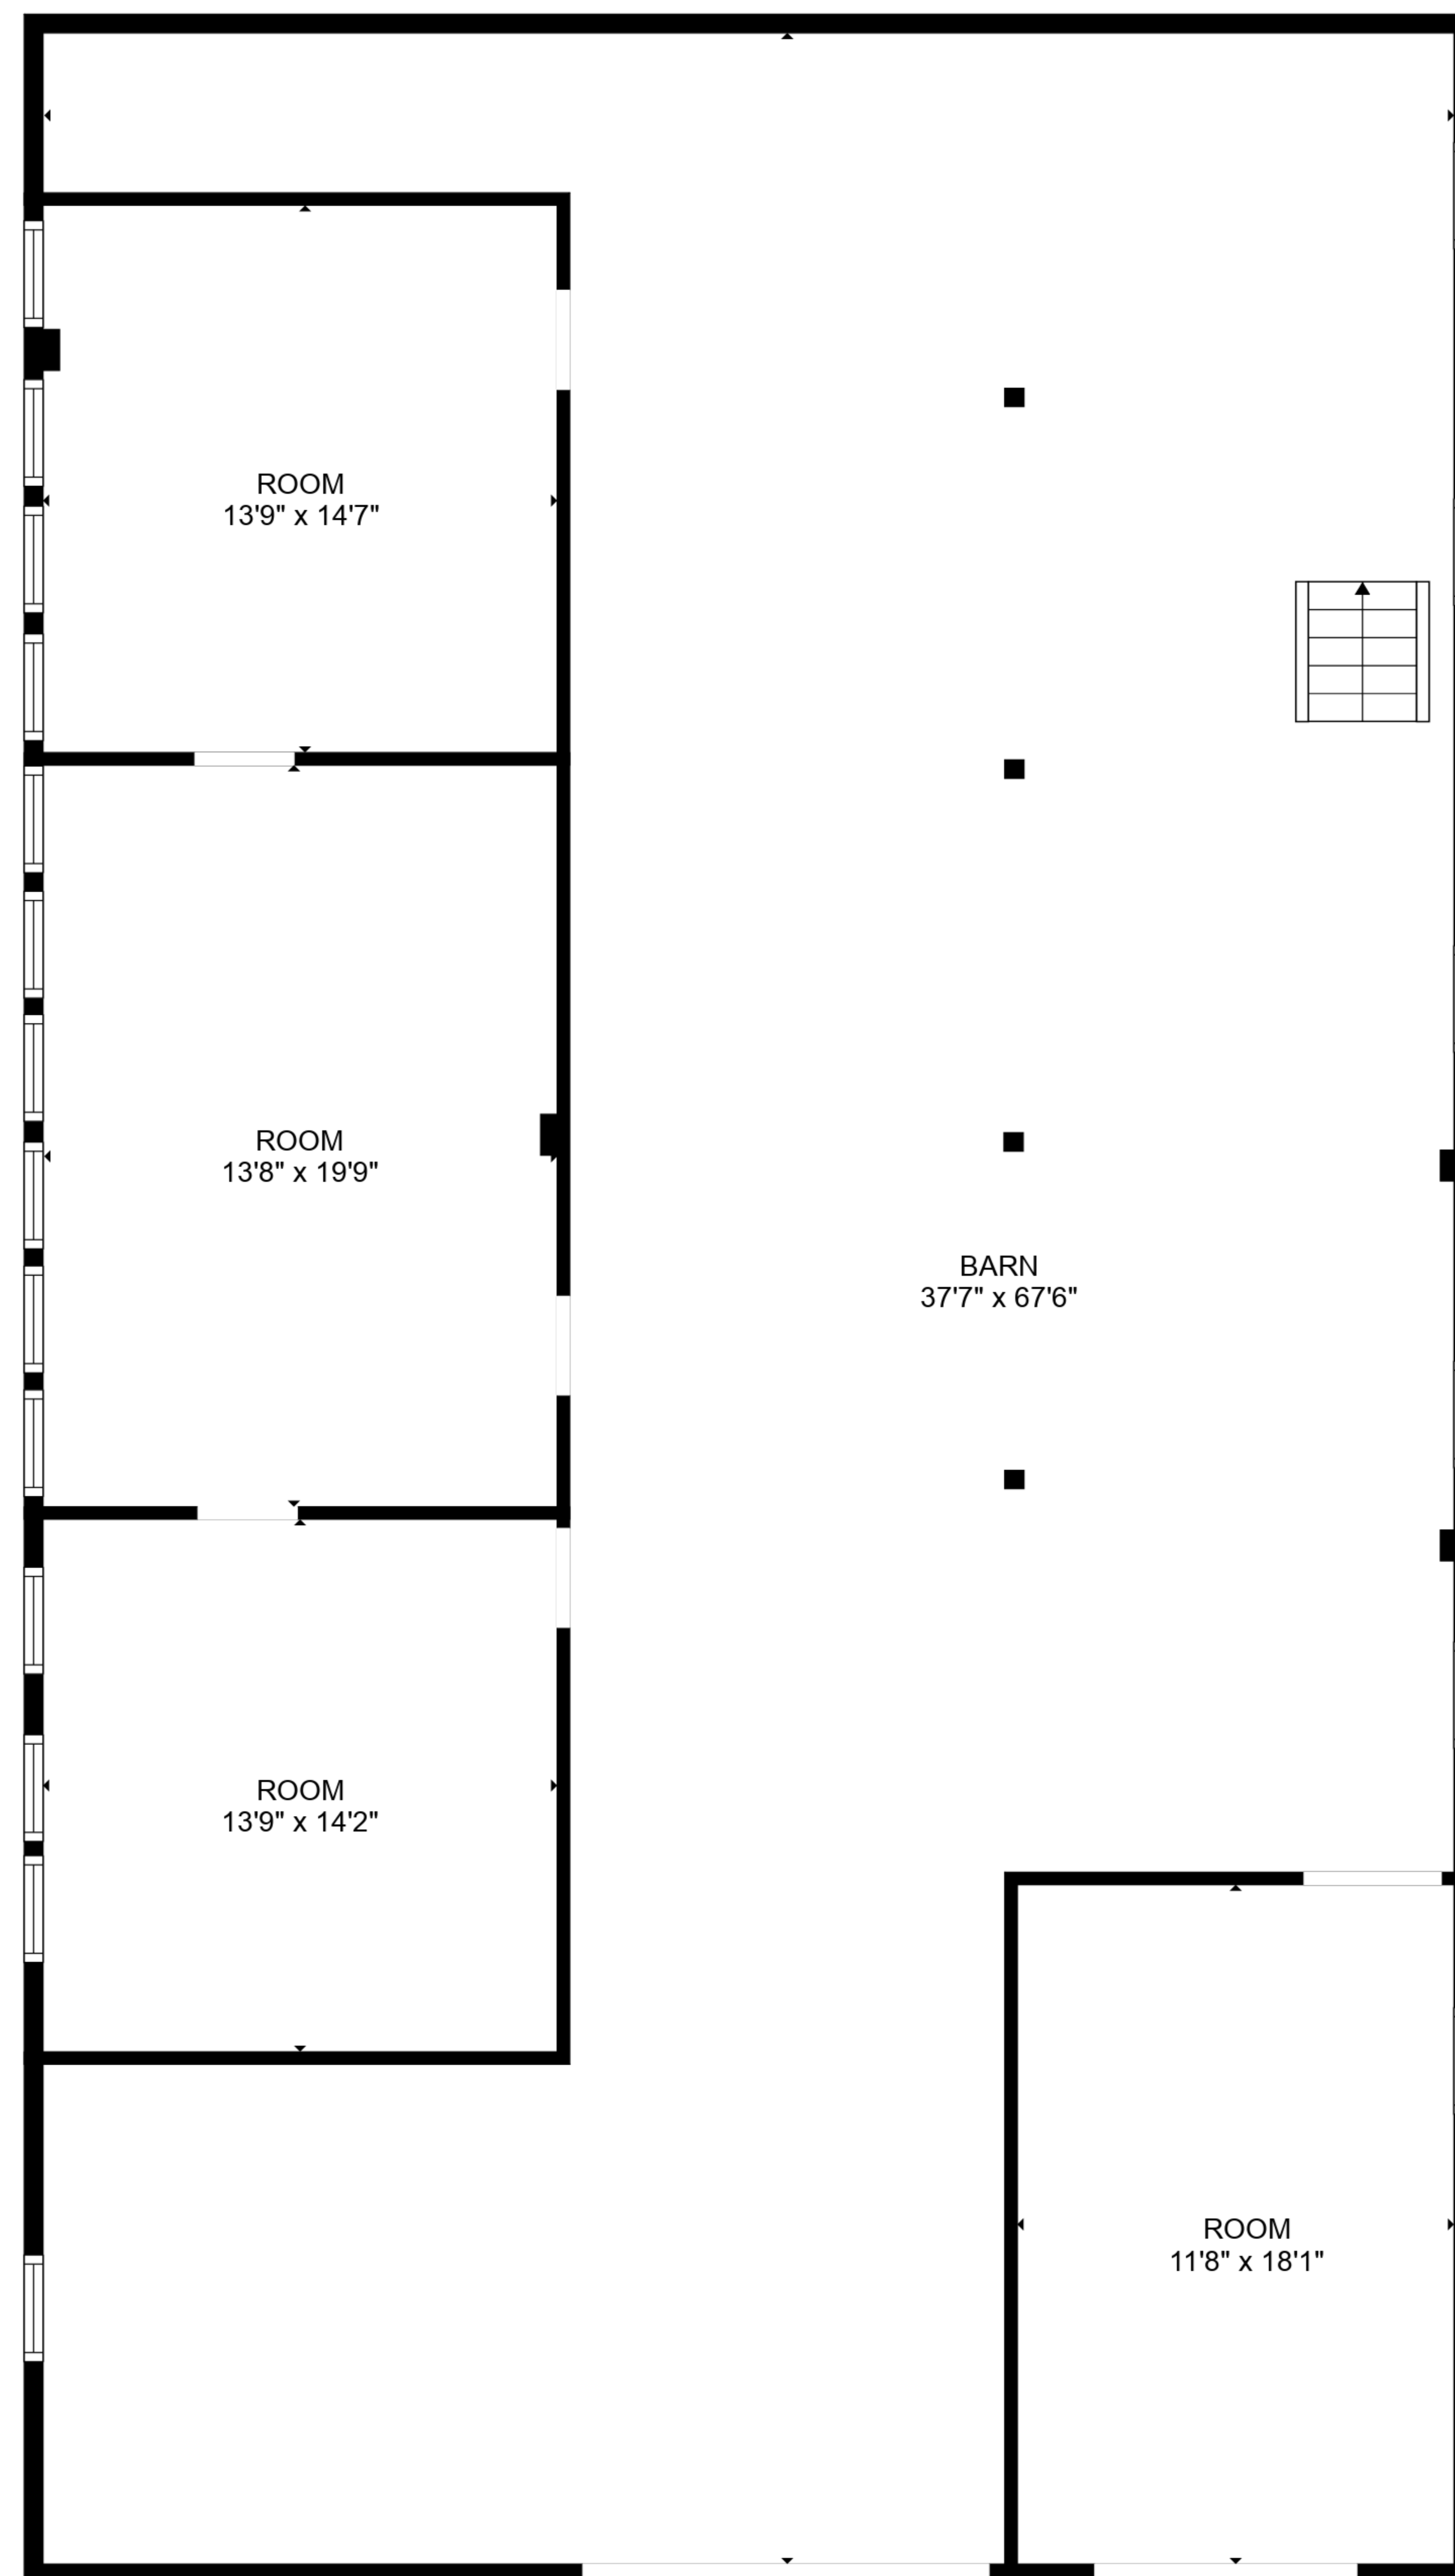 ROOM
13'9" x 14'7"
ROOM
13'8" x 19'9"
BARN
37'7" x 67'6"
ROOM
13'9" x 14'2"
ROOM
11'8" x 18'1"